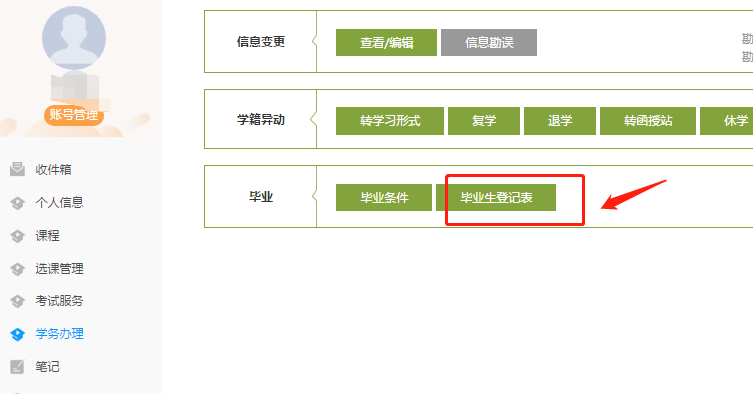 账号管理
收件箱
个人信息
课程
选课管理
考试服务
学务办理
笔记
信息变更 查看/编辑 信息勘误 勘
勘
学籍异动 转学习形式 复学 退学 转函授站 休学
毕业 毕业条件 毕业生登记表